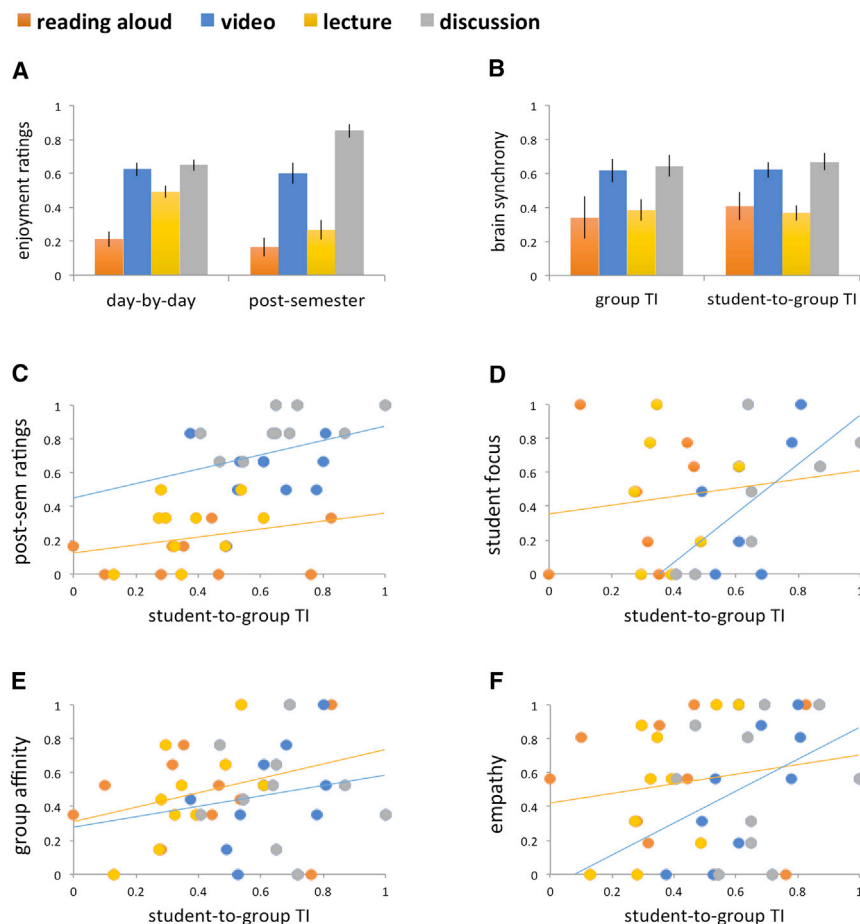 reading aloud video lecture discussion
A
enjoyment ratings
1
0.8
0.6
0.4
0.2
0
day-by-day post-semester
B
brain synchrony
1
0.8
0.6
0.4
0.2
0
group TI student-to-group TI
C
post-sem ratings
1
0.8
0.6
0.4
0.2
0
0 0.2 0.4 0.6 0.8 1
student-to-group TI
D
student focus
1
0.8
0.6
0.4
0.2
0
0 0.2 0.4 0.6 0.8 1
student-to-group TI
E
group affinity
1
0.8
0.6
0.4
0.2
0
0 0.2 0.4 0.6 0.8 1
student-to-group TI
F
empathy
1
0.8
0.6
0.4
0.2
0
0 0.2 0.4 0.6 0.8 1
student-to-group TI